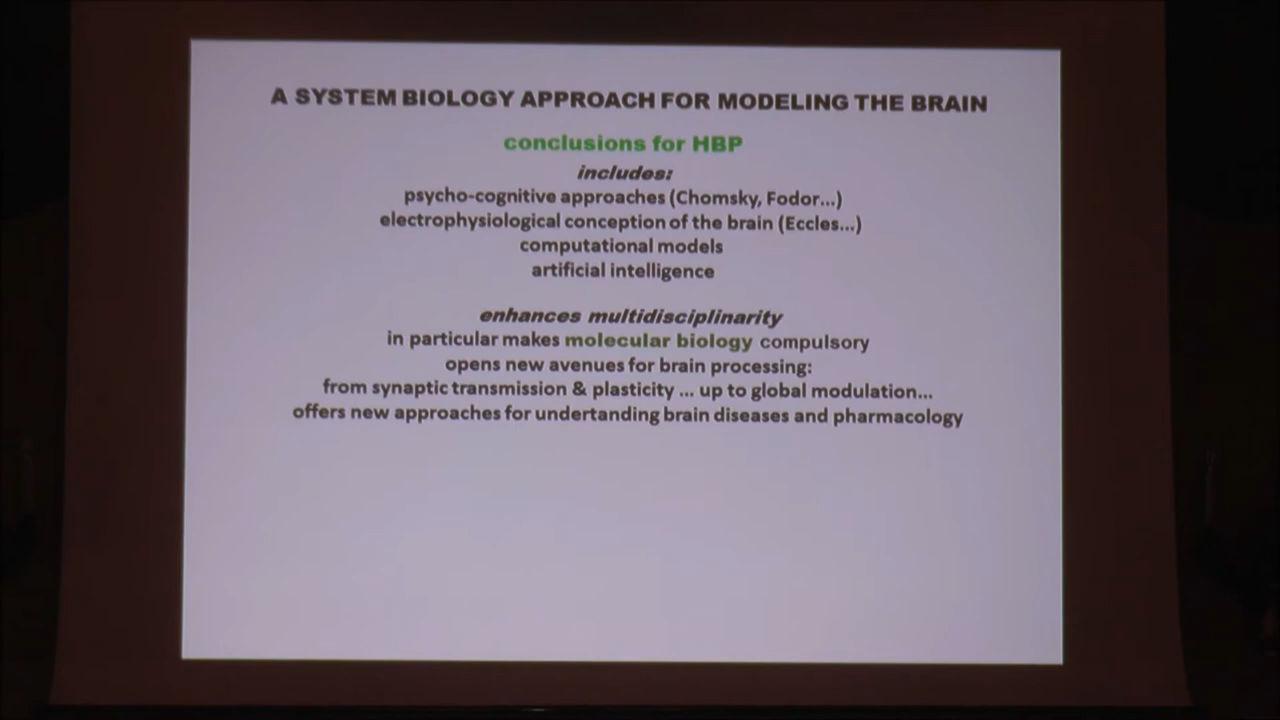 A SYSTEM BIOLOGY APPROACH FOR MODELING THE BRAIN
conclusions for HBP
includes:
psycho-cognitive approaches (Chomsky, Fodor...)
electrophysiological conception of the brain (Eccles...)
computational models
artificial intelligence
enhances multidisciplinarity
in particular makes molecular biology compulsory
opens new avenues for brain processing:
from synaptic transmission & plasticity ... up to global modulation...
offers new approaches for undertanding brain diseases and pharmacology